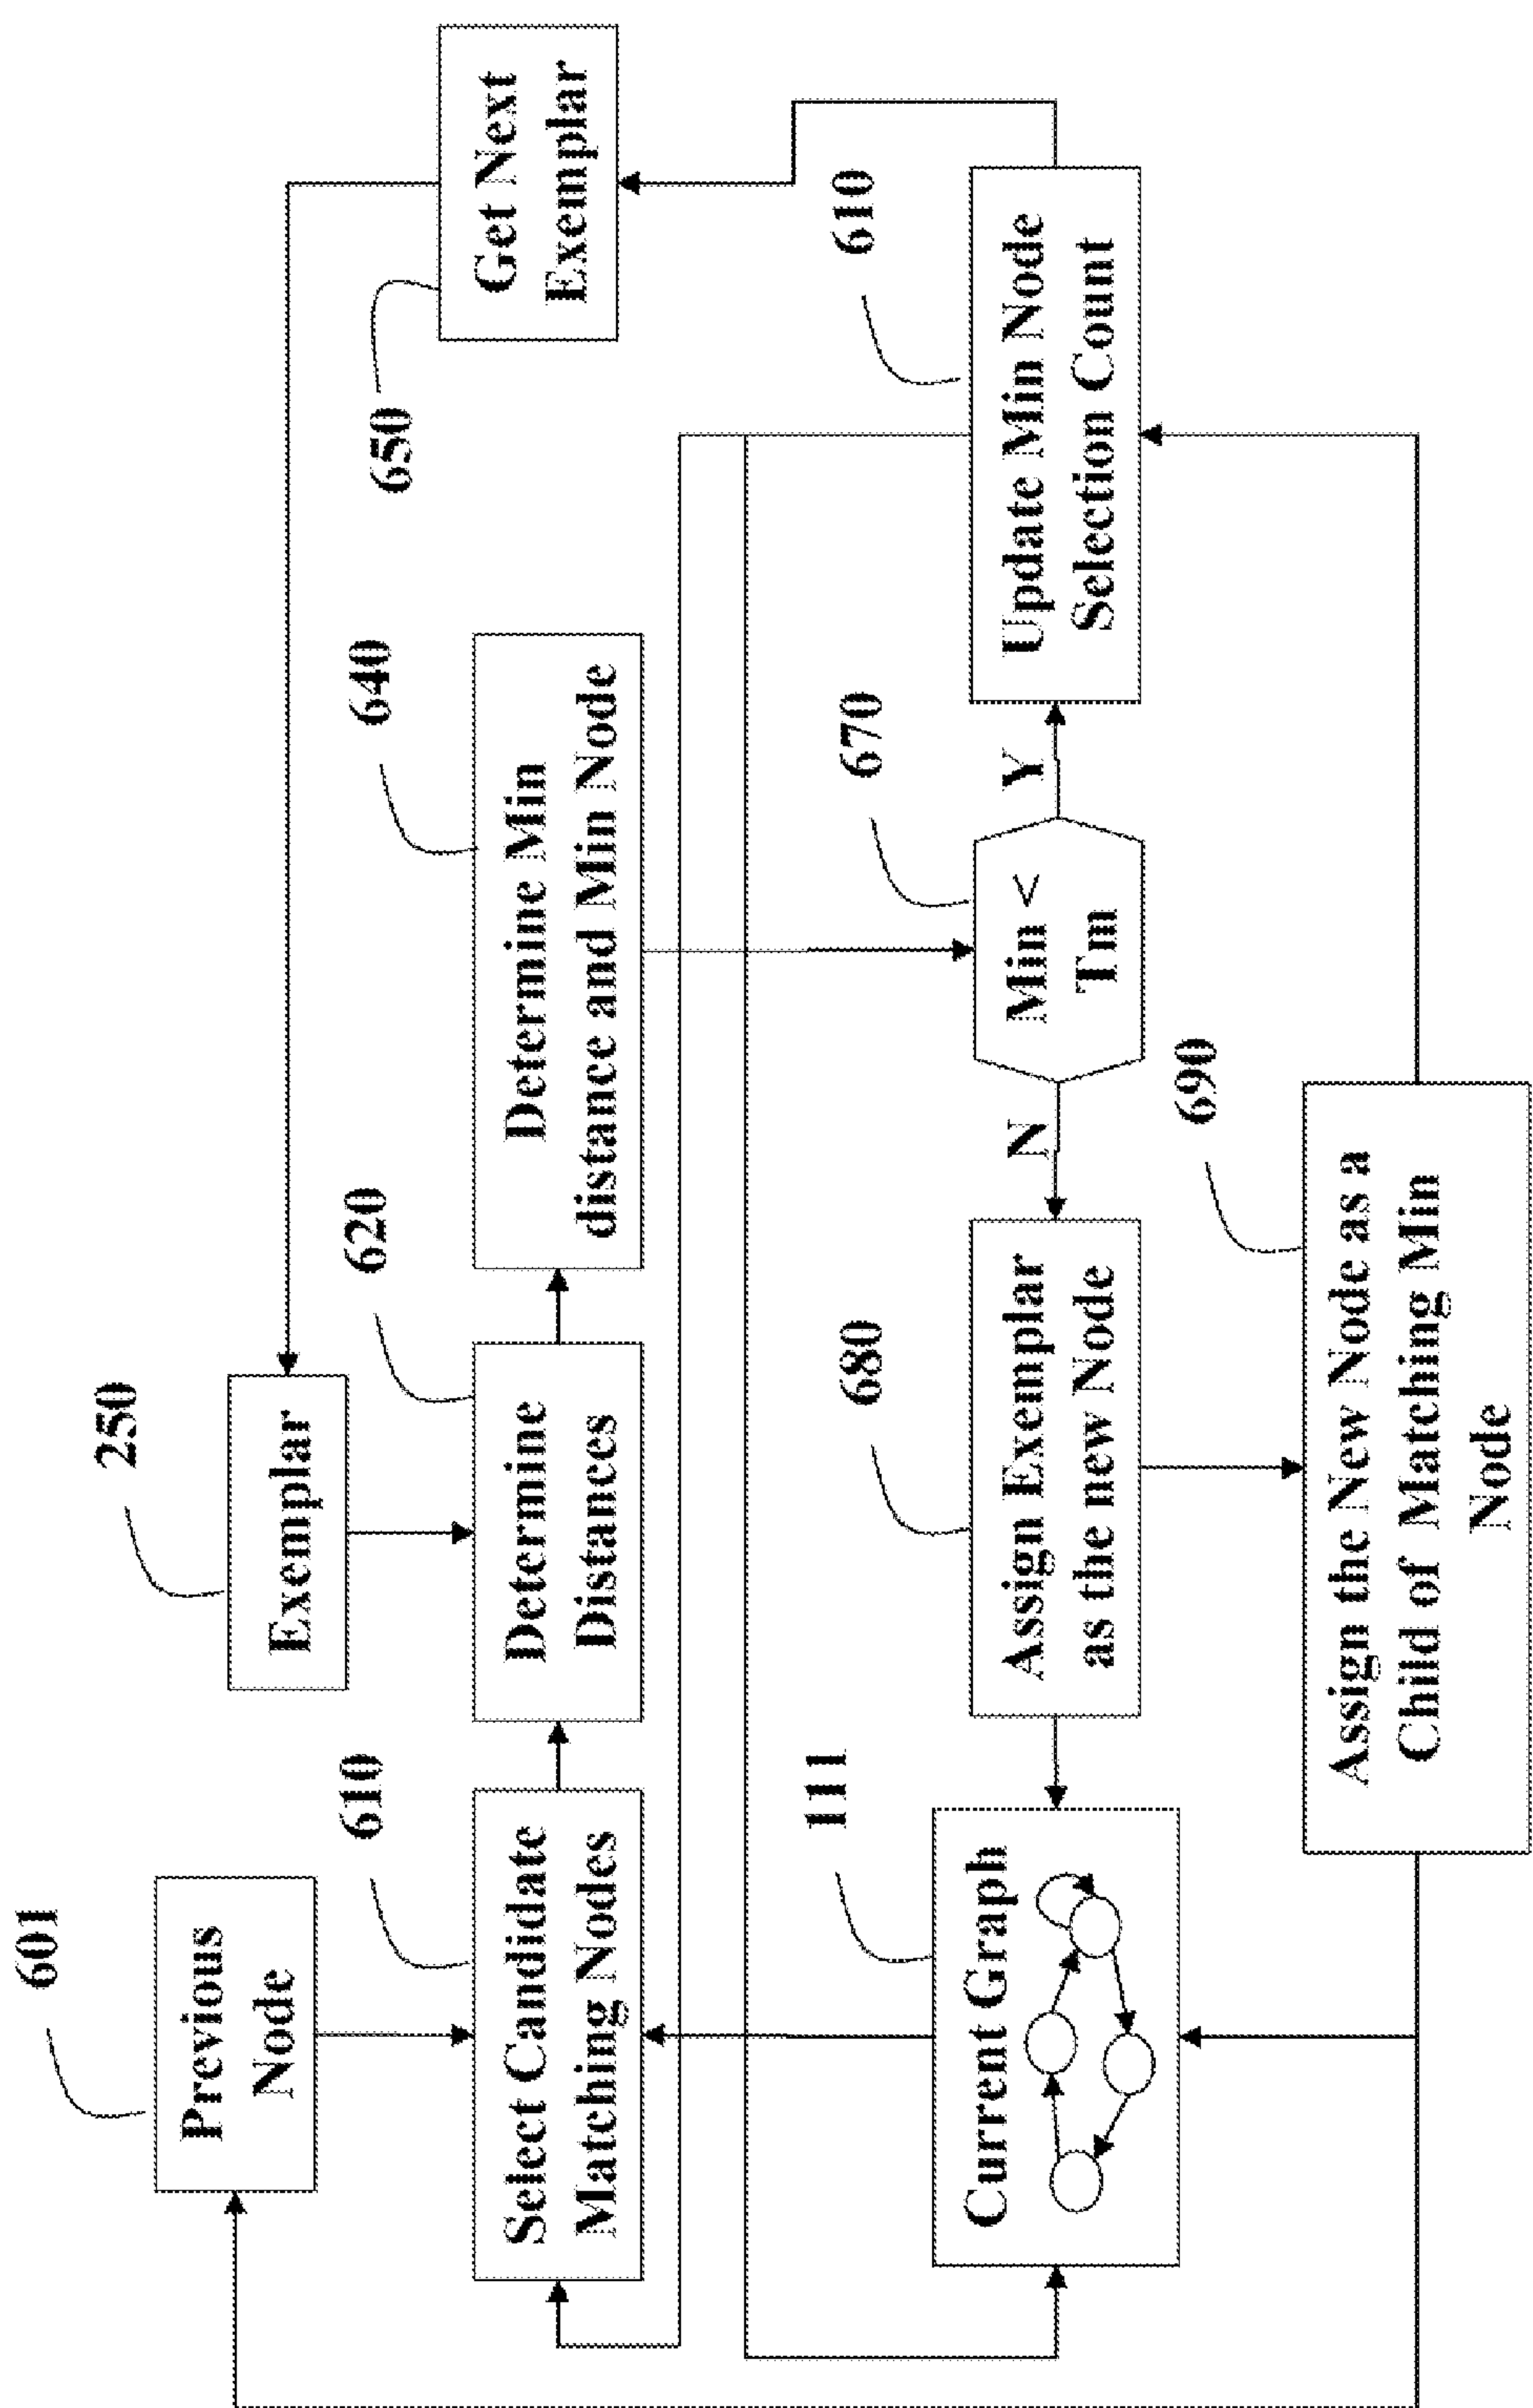 601
Previous
Node
250
Exemplar
650
Get Next
Exemplar
610
Select Candidate
Matching Nodes
620
Determine
Distances
640
Determine Min
distance and Min Node
111
Current Graph
680
Assign Exemplar
as the new Node
N
670
Min <
Tm
Y
610
Update Min Node
Selection Count
690
Assign the New Node as a
Child of Matching Min
Node